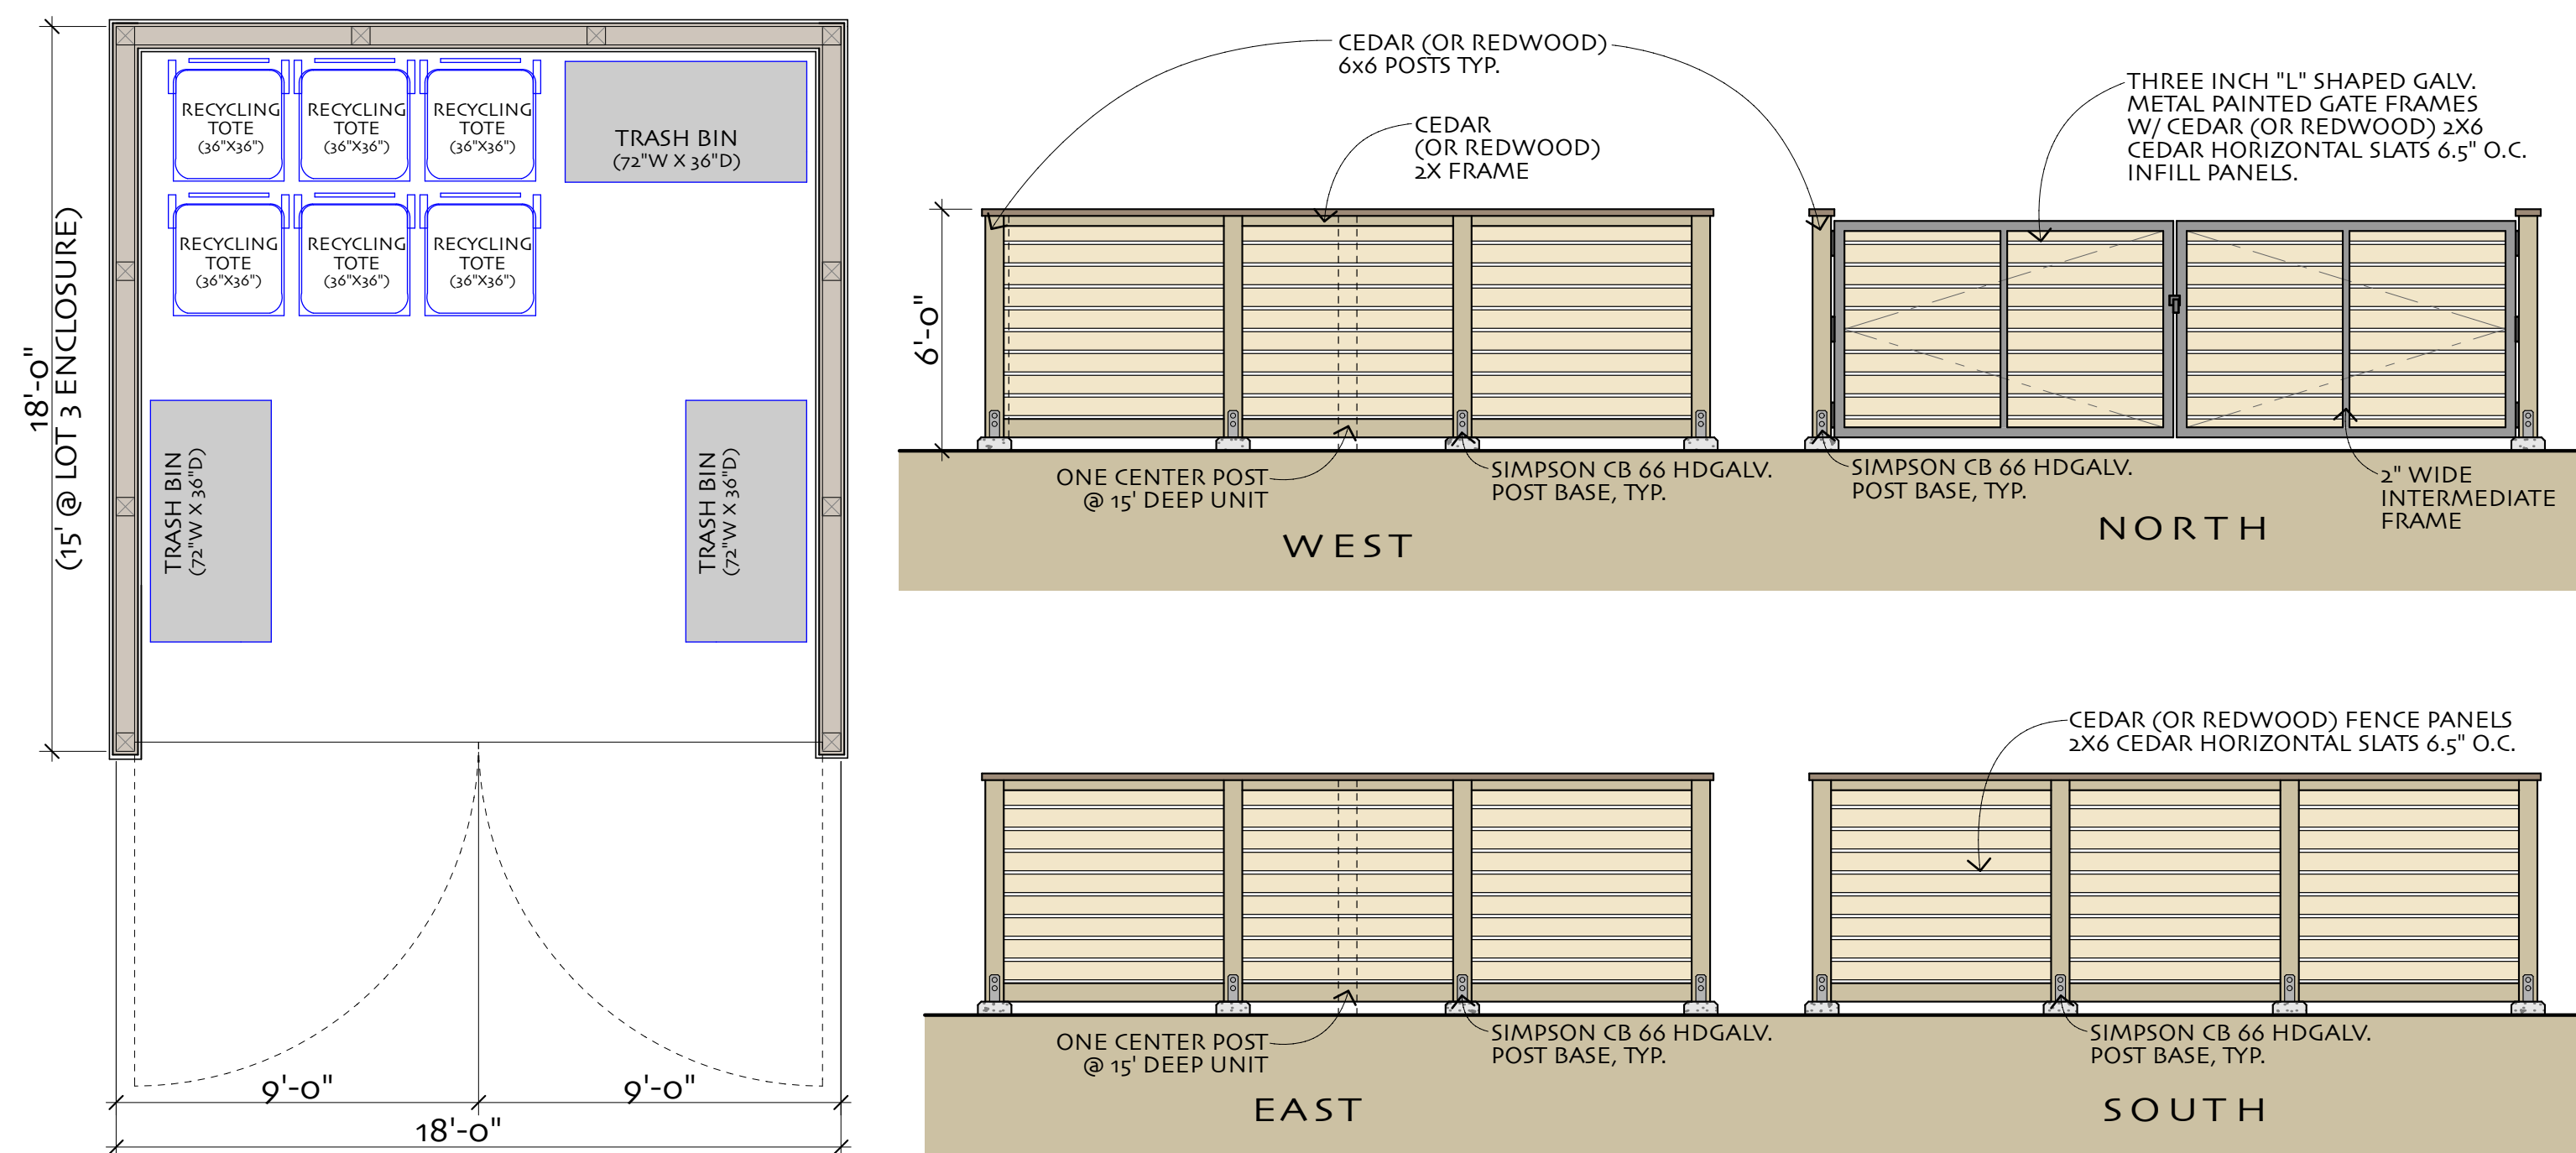 18'-0"
(15' @ LOT 3 ENCLOSURE)
RECYCLING
TOTE
(36"X36")
RECYCLING
TOTE
(36"X36")
RECYCLING
TOTE
(36"X36")
TRASH BIN
(72"W X 36"D)
RECYCLING
TOTE
(36"X36")
RECYCLING
TOTE
(36"X36")
RECYCLING
TOTE
(36"X36")
TRASH BIN
(72"W X 36"D)
TRASH BIN
(72"W X 36"D)
9'-0"
9'-0"
18'-0"
CEDAR (OR REDWOOD)
6x6 POSTS TYP.
CEDAR
(OR REDWOOD)
2X FRAME
THREE INCH "L" SHAPED GALV.
METAL PAINTED GATE FRAMES
W/ CEDAR (OR REDWOOD) 2X6
CEDAR HORIZONTAL SLATS 6.5" O.C.
INFILL PANELS.
6'-0"
ONE CENTER POST
@ 15' DEEP UNIT
SIMPSON CB 66 HDGALV.
POST BASE, TYP.
WEST
SIMPSON CB 66 HDGALV.
POST BASE, TYP.
2" WIDE
INTERMEDIATE
FRAME
NORTH
CEDAR (OR REDWOOD) FENCE PANELS
2X6 CEDAR HORIZONTAL SLATS 6.5" O.C.
ONE CENTER POST
@ 15' DEEP UNIT
SIMPSON CB 66 HDGALV.
POST BASE, TYP.
EAST
SIMPSON CB 66 HDGALV.
POST BASE, TYP.
SOUTH